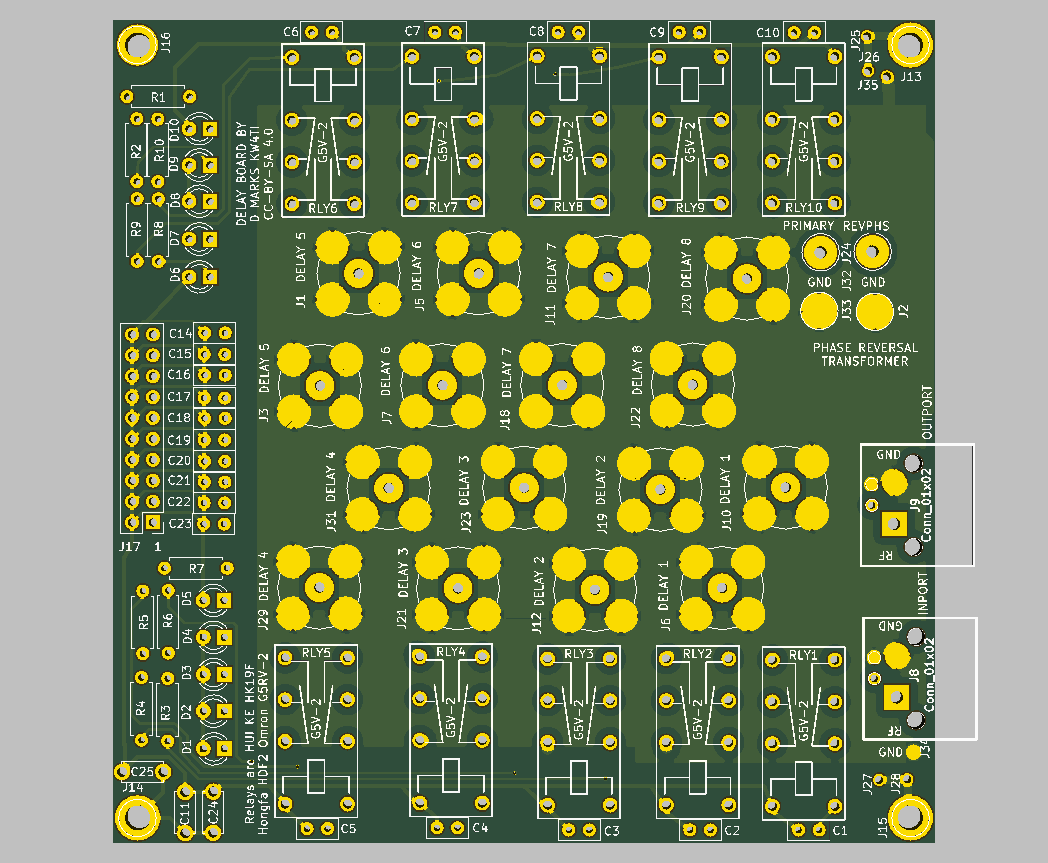 C6
C7
C8
C9
C10
J16
J25
J26
J35
J13
R1
G5V-2
RLY6
G5V-2
RLY7
G5V-2
RLY8
G5V-2
RLY9
G5V-2
RLY10
R2
R10
D10
D9
D8
D7
D6
R9
R8
DELAY BOARD BY
D MARKS KW4TI
CC-BY-SA 4.0
PRIMARY REVPHS
J24
J32
GND
GND
J33
J2
PHASE REVERSAL
TRANSFORMER
J1 DELAY 5
J5 DELAY 6
J11 DELAY 7
J20 DELAY 8
C14
C15
C16
C17
C18
C19
C20
C21
C22
C23
J17 1
J3 DELAY 5
J7 DELAY 6
J18 DELAY 7
J22 DELAY 8
OUTPORT
GND
J9
Conn_01x02
RF
J31 DELAY 4
J23 DELAY 3
J19 DELAY 2
J10 DELAY 1
R7
R5
R6
D5
D4
D3
D2
D1
R4
R3
J29 DELAY 4
J21 DELAY 3
J12 DELAY 2
J6 DELAY 1
INPORT
GND
J8
Conn_01x02
RF
GND
J34
RLY5
G5V-2
RLY4
G5V-2
RLY3
G5V-2
RLY2
G5V-2
RLY1
G5V-2
Relays are HUI KE HK19F
Hongfa HDF2 Omron G5RV-2
C25
J14
C11
C24
J27
J28
J15
C5
C4
C3
C2
C1